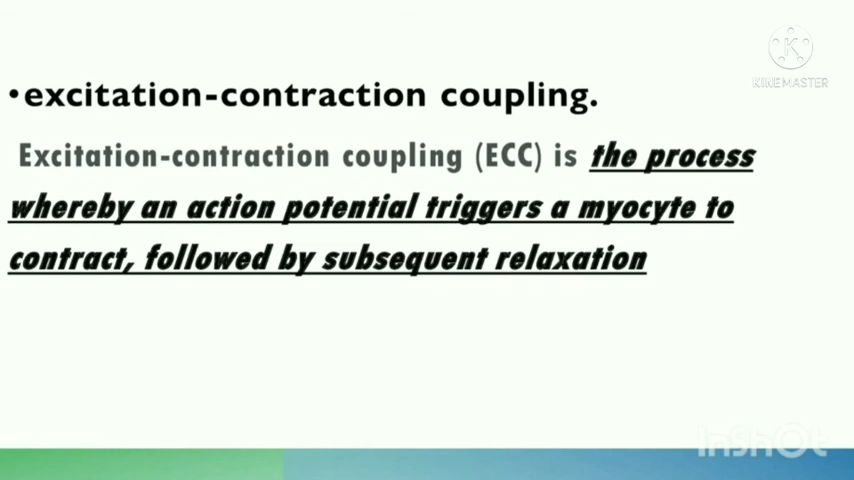 K
KINEMASTER
•excitation-contraction coupling.
Excitation-contraction coupling (ECC) is the process
whereby an action potential triggers a myocyte to
contract, followed by subsequent relaxation
InShOt